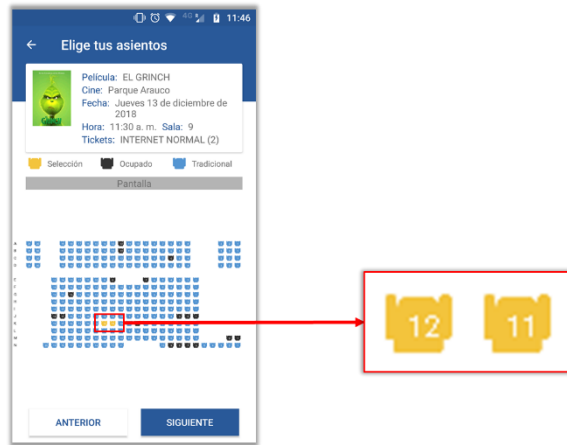 11:46
Elige tus asientos
Película: EL GRINCH
Cine: Parque Arauco
Fecha: Jueves 13 de diciembre de
2018
Hora: 11:30 a. m. Sala: 9
Tickets: INTERNET NORMAL (2)
Selección Ocupado Tradicional
Pantalla
12 11
ANTERIOR SIGUIENTE